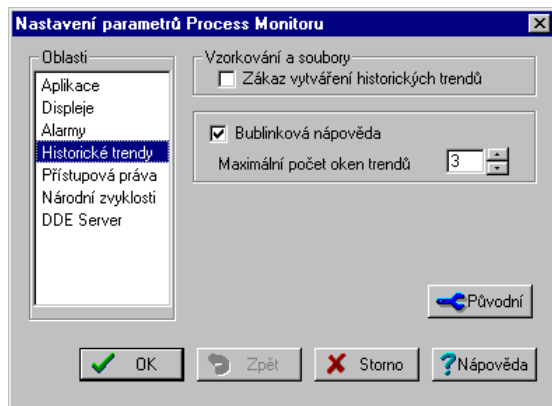 Nastavení parametrů Process Monitoru
Oblasti
Aplikace
Displeje
Alarmy
Historické trendy
Přístupová práva
Národní zvyklosti
DDE Server
Vzorkování a soubory
Zákaz vytváření historických trendů
Bublinková nápověda
Maximální počet oken trendů 3
Původní
OK Zpět Storno Nápověda